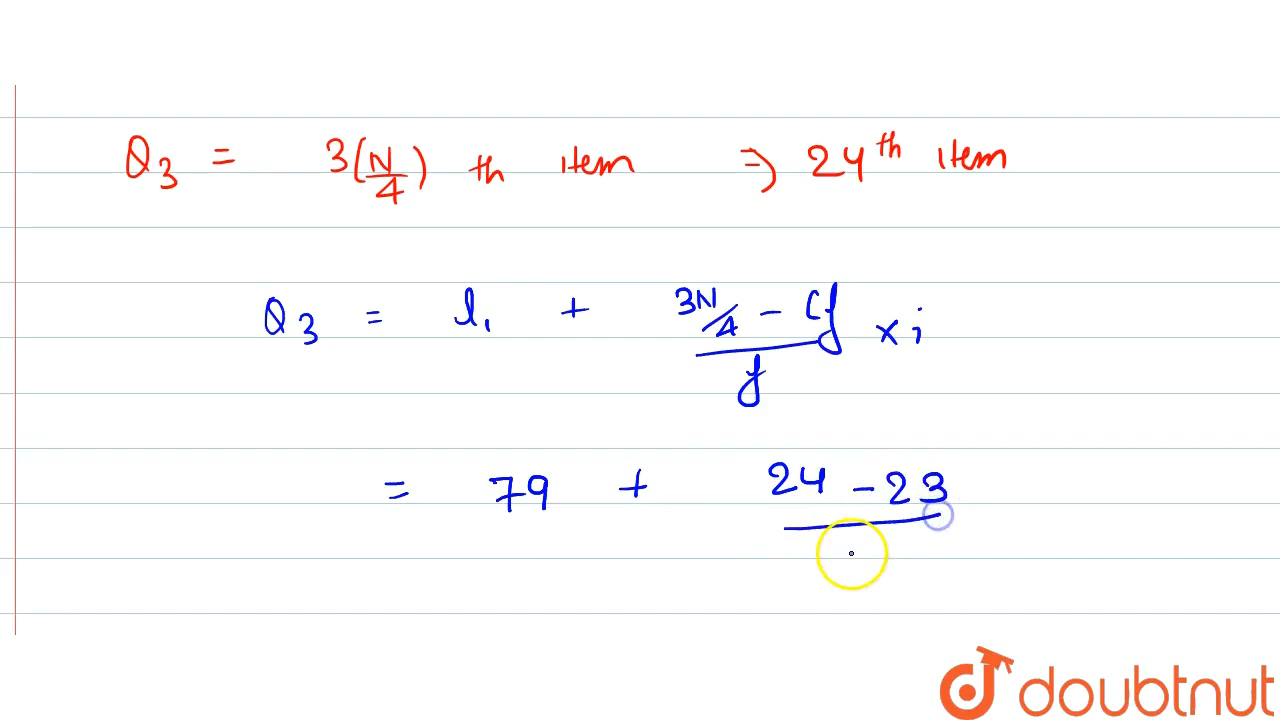 Q3 = 3(N/4) th item ⇒ 24th item
Q3 = l1 + 3N/4 - Cf / f × i
= 79 + 24 - 23
doubtnut